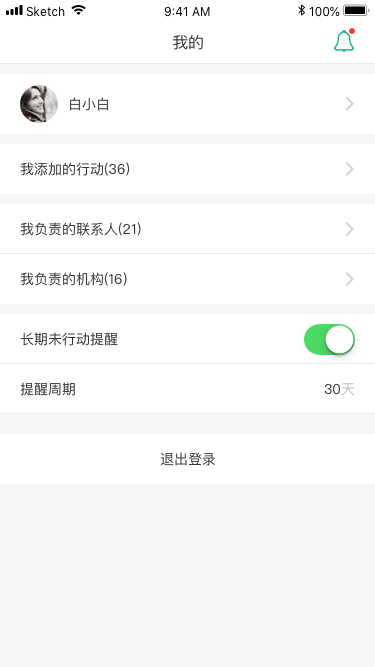 Sketch 9:41 AM 100%
我的
白小白
我添加的行动(36)
我负责的联系人(21)
我负责的机构(16)
长期未行动提醒
提醒周期 30天
退出登录